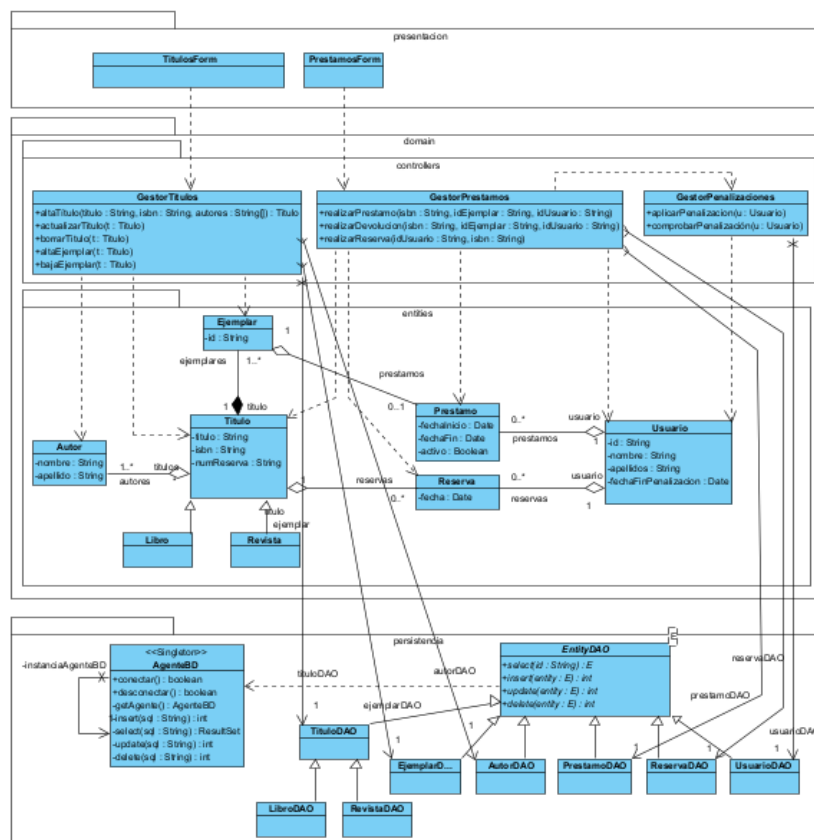 presentacion
TitulosForm
PrestamosForm
domain
controllers
GestorTitulos
+altaTitulo(titulo : String, isbn : String, autores : String[]) : Titulo
+actualizarTitulo(t : Titulo)
+borrarTitulo(t : Titulo)
+altaEjemplar(t : Titulo)
+bajaEjemplar(t : Titulo)
GestorPrestamos
+realizarPrestamo(isbn : String, idEjemplar : String, idUsuario : String)
+realizarDevolucion(isbn : String, idEjemplar : String, idUsuario : String)
+realizarReserva(idUsuario : String, isbn : String)
GestorPenalizaciones
+aplicarPenalizacion(u : Usuario)
+comprobarPenalización(u : Usuario)
entities
Ejemplar
-id : String
1
ejemplares
1..*
prestamos
0..1
1
titulo
Titulo
-titulo : String
-isbn : String
-numReserva : String
Prestamo
-fechaInicio : Date
-fechaFin : Date
-activo : Boolean
0..*
usuario
prestamos
1
Usuario
-id : String
-nombre : String
-apellidos : String
-fechaFinPenalizacion : Date
Autor
-nombre : String
-apellido : String
1..*
titulos
autores
1
reservas
0..*
Reserva
-fecha : Date
0..*
usuario
reservas
1
titulo
ejemplar
Libro
Revista
persistencia
<<Singleton>>
AgenteBD
+conectar() : boolean
+desconectar() : boolean
-getAgente() : AgenteBD
-insert(sql : String) : int
-select(sql : String) : ResultSet
-update(sql : String) : int
-delete(sql : String) : int
-instanciaAgenteBD
1
tituloDAO
autorDAO
EntityDAO
E
+select(id : String) : E
+insert(entity : E) : int
+update(entity : E) : int
+delete(entity : E) : int
reservaDAO
prestamoDAO
ejemplarDAO
usuarioDAO
1
1
1
1
1
1
TituloDAO
EjemplarD...
AutorDAO
PrestamoDAO
ReservaDAO
UsuarioDAO
LibroDAO
RevistaDAO